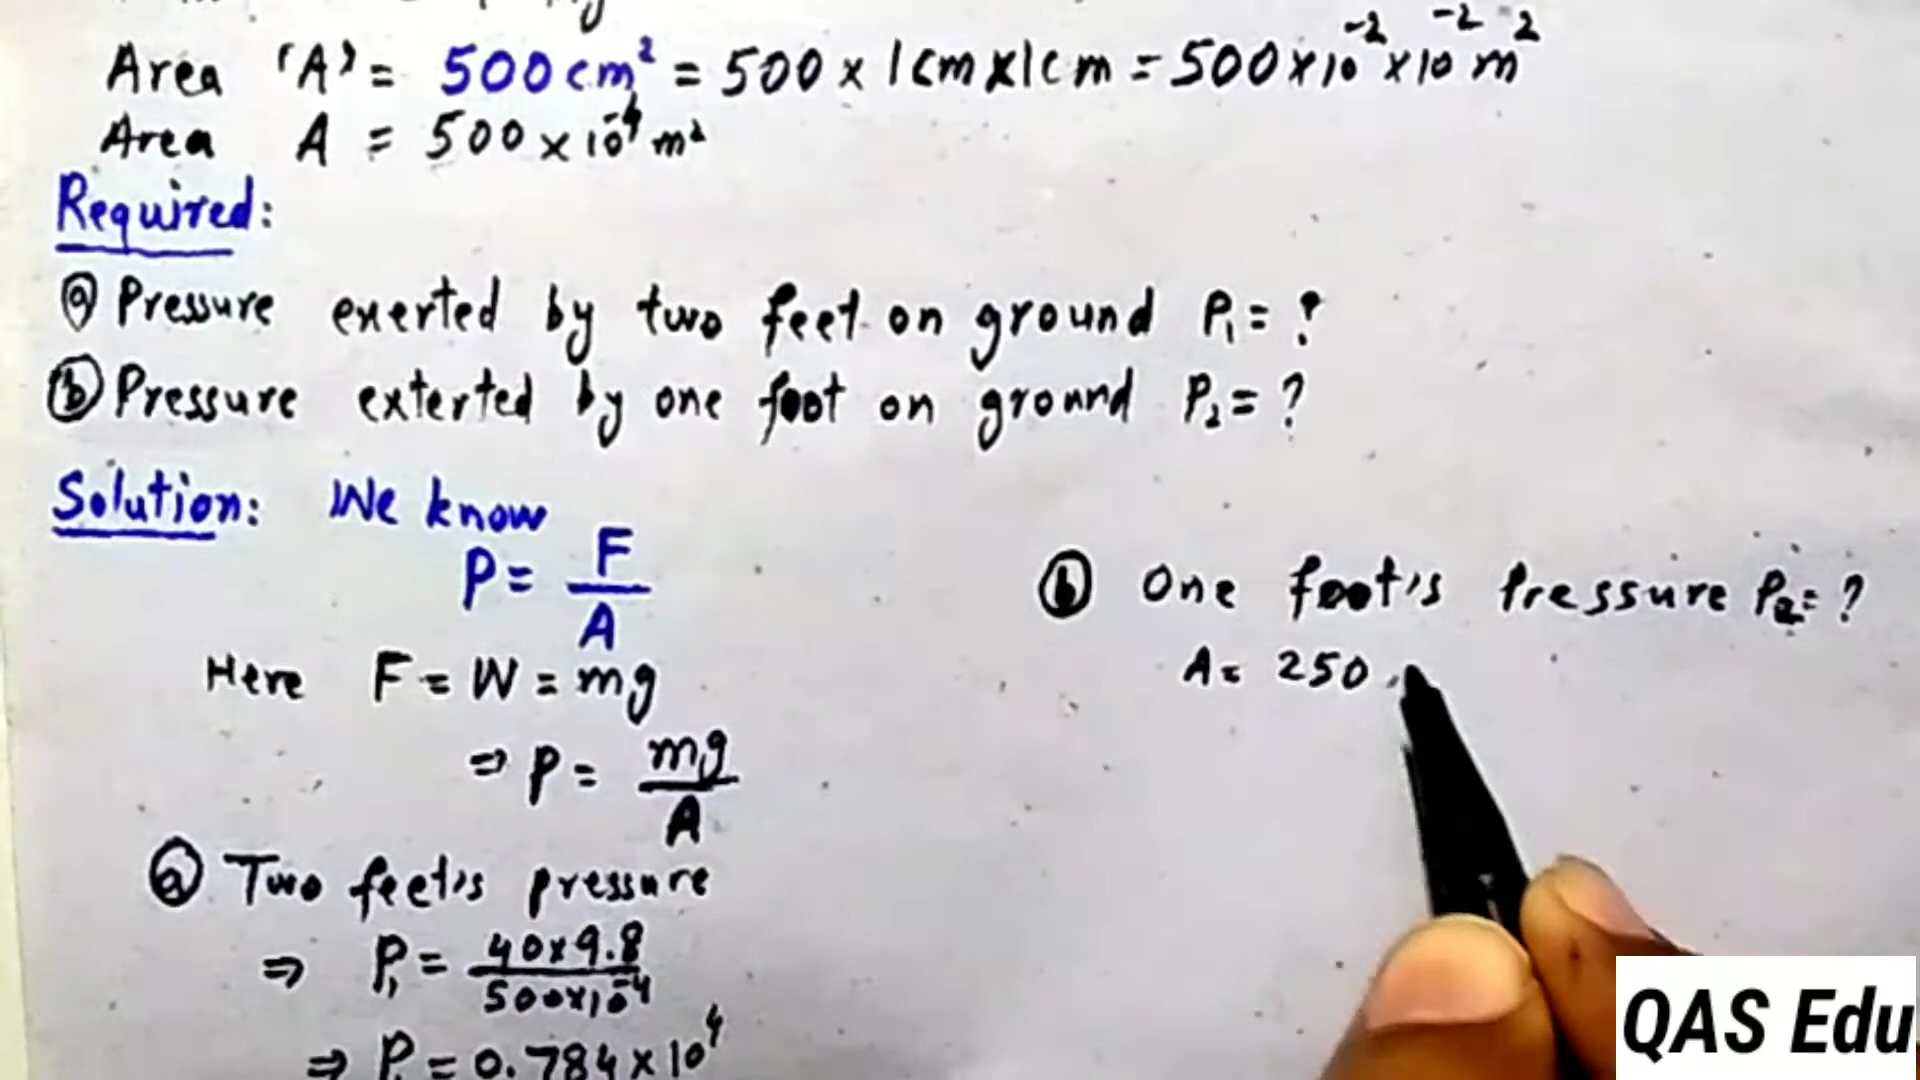 Area 'A' = 500 cm² = 500 × 1cm × 1cm = 500×10⁻²×10⁻² m²
Area A = 500 × 10⁻⁴ m²
Required:
ⓐ Pressure exerted by two feet on ground P₁ = ?
ⓑ Pressure exterted by one foot on ground P₂ = ?
Solution: We know
P = F/A
Here F = W = mg
⇒ P = mg/A
ⓐ Two feet's pressure
⇒ P₁ = 40×9.8/500×10⁻⁴
⇒ P₁ = 0.784 × 10⁴
ⓑ One foot's Pressure P₂ = ?
A = 250
QAS Edu